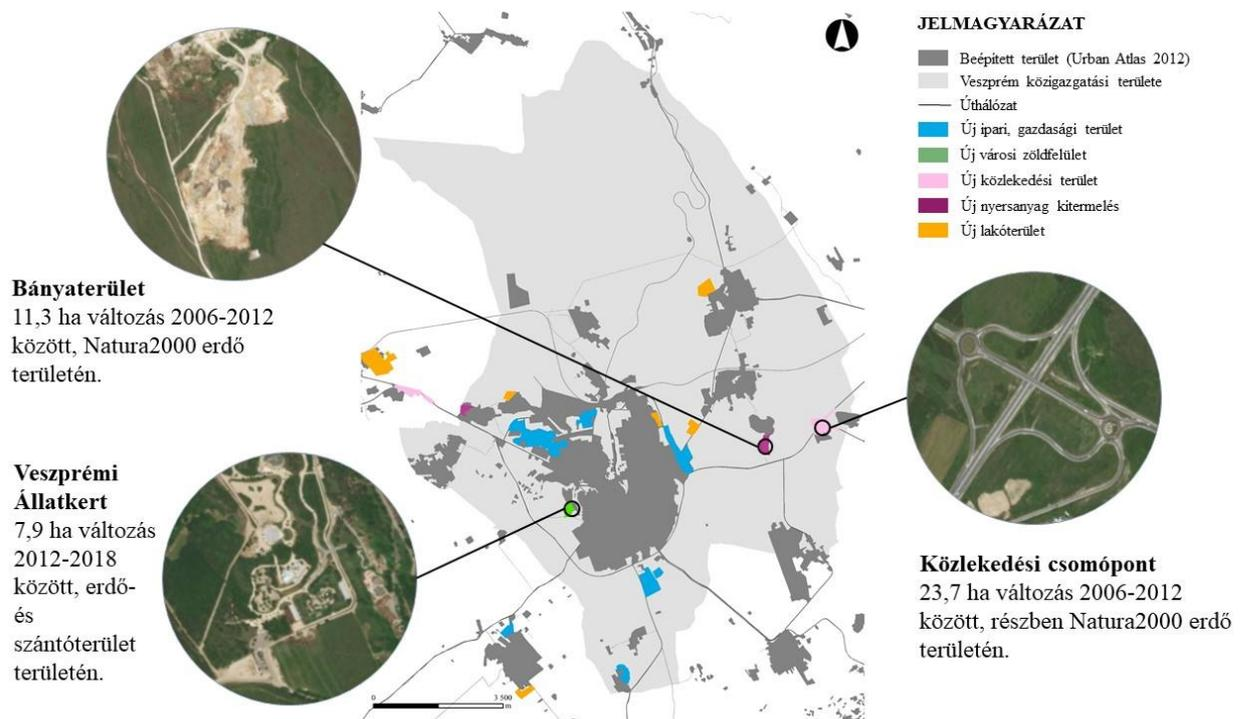 JELMAGYARÁZAT
Beépített terület (Urban Atlas 2012)
Veszprém közigazgatási területe
Úthálózat
Új ipari, gazdasági terület
Új városi zöldfelület
Új közlekedési terület
Új nyersanyag kitermelés
Új lakóterület
Bányaterület
11,3 ha változás 2006-2012
között, Natura2000 erdő
területén.
Veszprémi
Állatkert
7,9 ha változás
2012-2018
között, erdő-
és
szántóterület
területén.
Közlekedési csomópont
23,7 ha változás 2006-2012
között, részben Natura2000 erdő
területén.
0 3 500
m